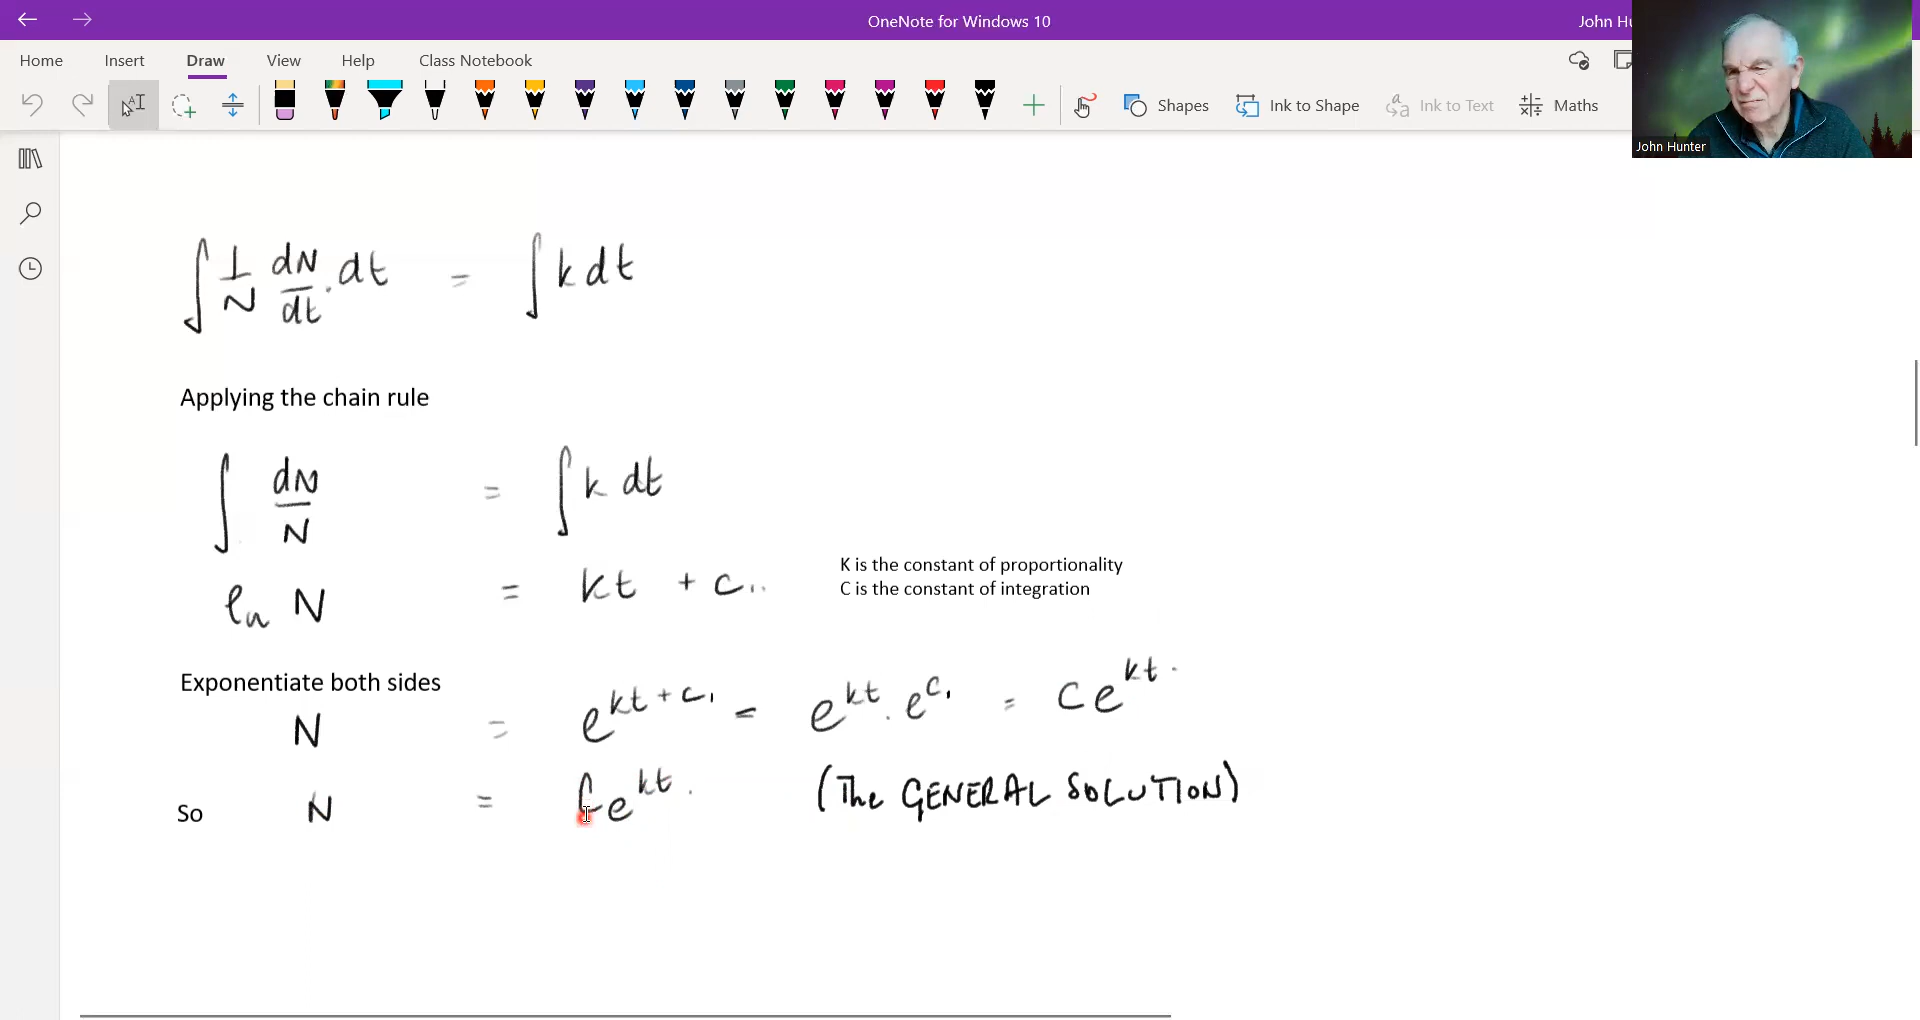 OneNote for Windows 10
John Hu
Home Insert Draw View Help Class Notebook
Shapes Ink to Shape Ink to Text Maths
John Hunter
∫ 1/N dN/dt . dt = ∫ k dt
Applying the chain rule
∫ dN/N = ∫ k dt
K is the constant of proportionality
ln N = kt + c₁
C is the constant of integration
Exponentiate both sides
N = e^(kt + c₁) = e^(kt) . e^(c₁) = C e^(kt)
So N = C e^(kt) (The GENERAL SOLUTION)